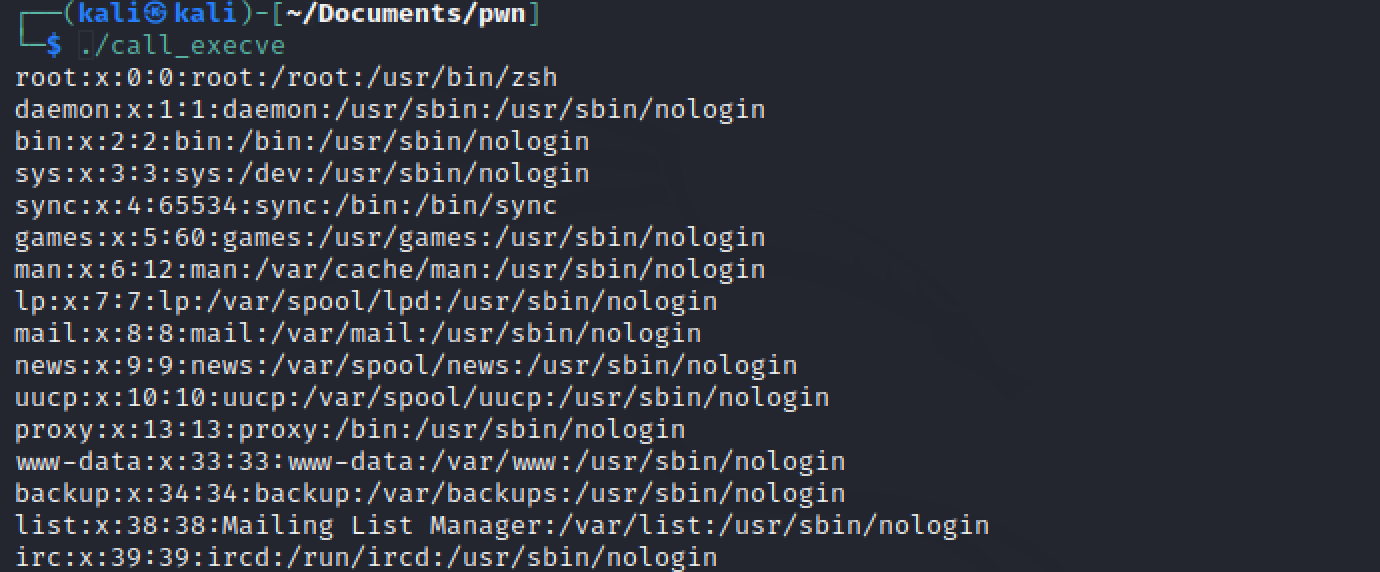 ┌──(kali㉿kali)-[~/Documents/pwn]
└─$ ./call_execve
root:x:0:0:root:/root:/usr/bin/zsh
daemon:x:1:1:daemon:/usr/sbin:/usr/sbin/nologin
bin:x:2:2:bin:/bin:/usr/sbin/nologin
sys:x:3:3:sys:/dev:/usr/sbin/nologin
sync:x:4:65534:sync:/bin:/bin/sync
games:x:5:60:games:/usr/games:/usr/sbin/nologin
man:x:6:12:man:/var/cache/man:/usr/sbin/nologin
lp:x:7:7:lp:/var/spool/lpd:/usr/sbin/nologin
mail:x:8:8:mail:/var/mail:/usr/sbin/nologin
news:x:9:9:news:/var/spool/news:/usr/sbin/nologin
uucp:x:10:10:uucp:/var/spool/uucp:/usr/sbin/nologin
proxy:x:13:13:proxy:/bin:/usr/sbin/nologin
www-data:x:33:33:www-data:/var/www:/usr/sbin/nologin
backup:x:34:34:backup:/var/backups:/usr/sbin/nologin
list:x:38:38:Mailing List Manager:/var/list:/usr/sbin/nologin
irc:x:39:39:ircd:/run/ircd:/usr/sbin/nologin